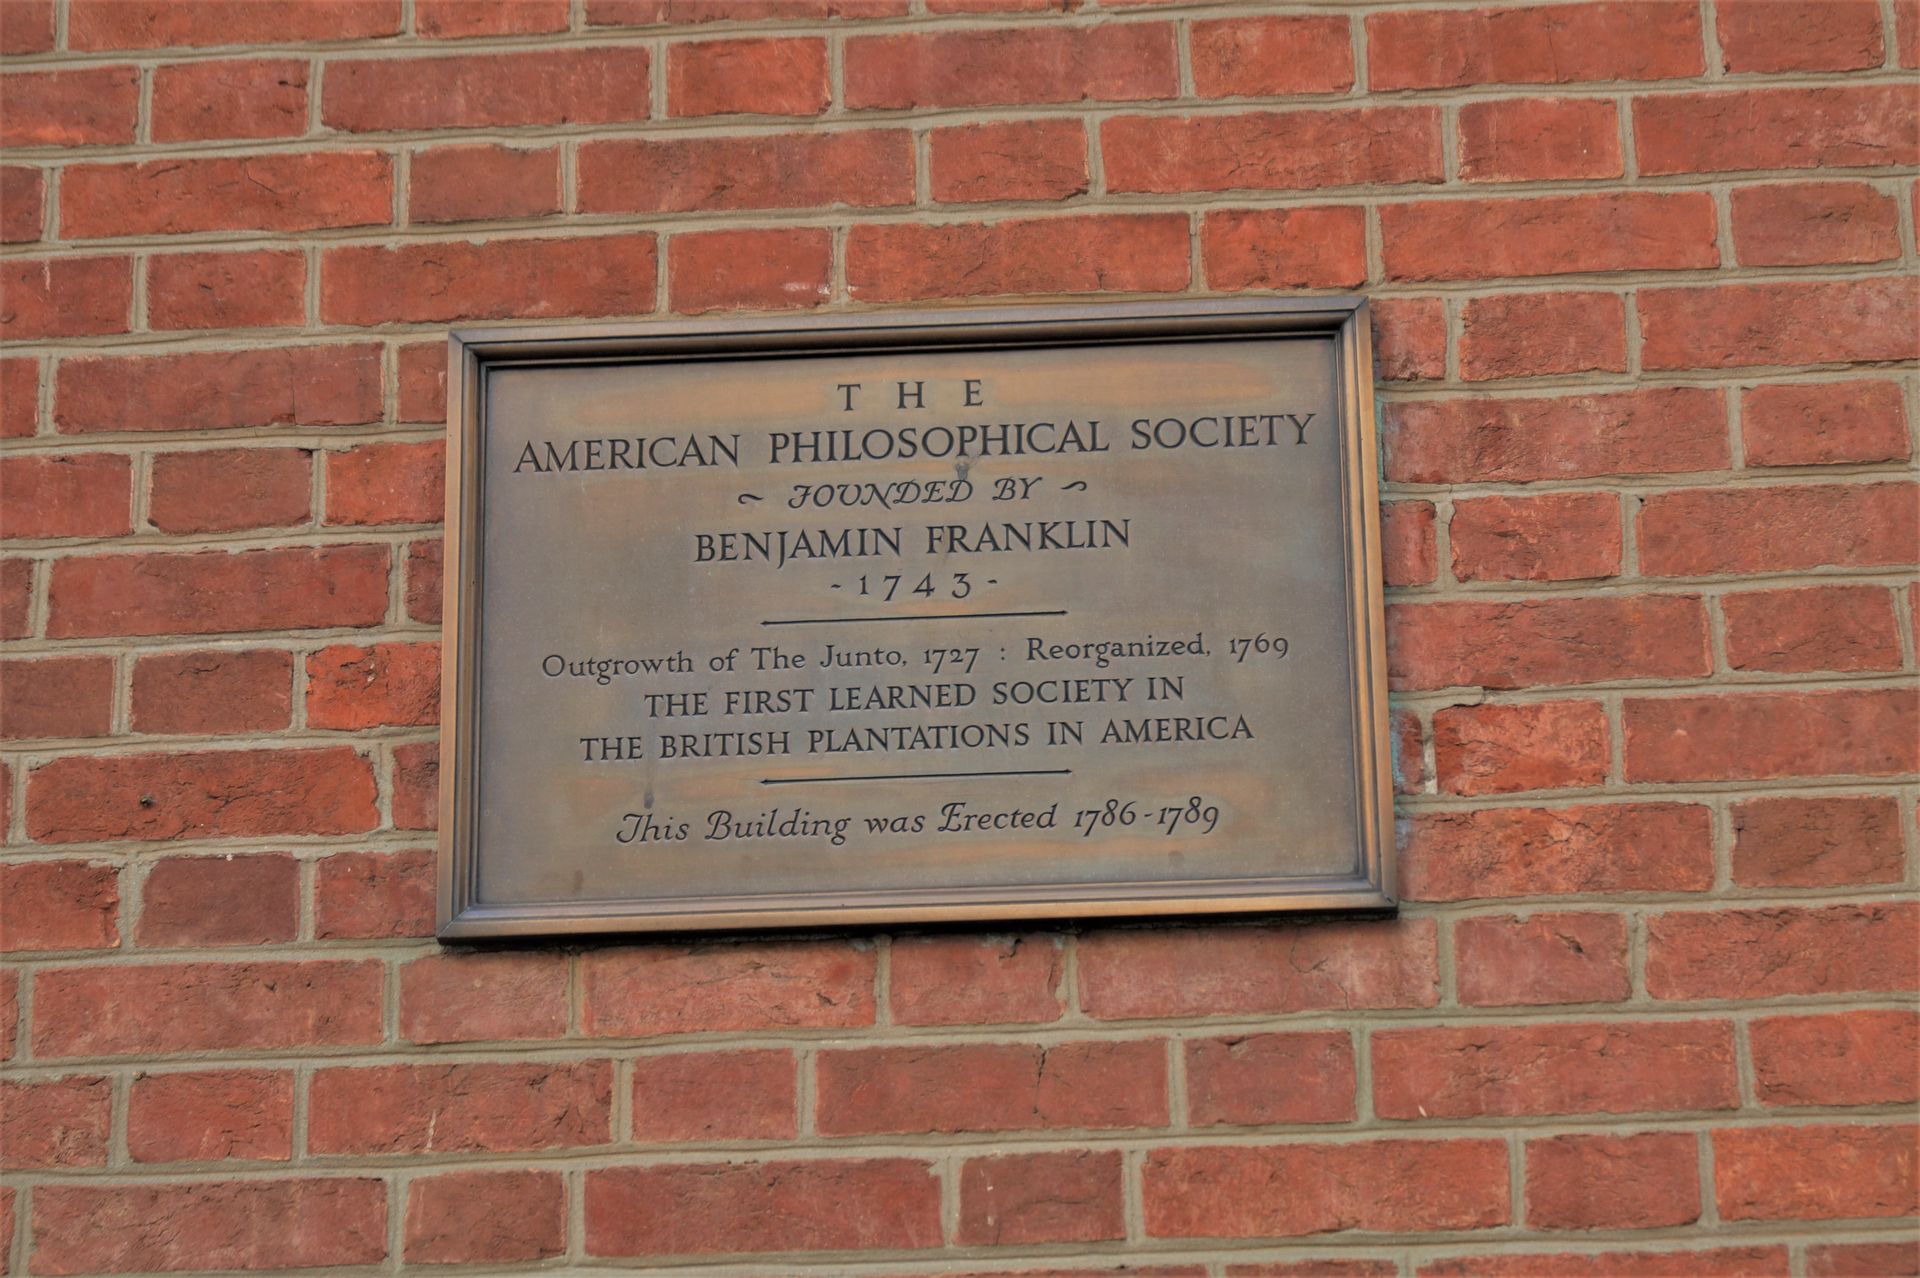 THE
AMERICAN PHILOSOPHICAL SOCIETY
~ FOUNDED BY ~
BENJAMIN FRANKLIN
- 1743 -
Outgrowth of The Junto, 1727 : Reorganized, 1769
THE FIRST LEARNED SOCIETY IN
THE BRITISH PLANTATIONS IN AMERICA
This Building was Erected 1786-1789